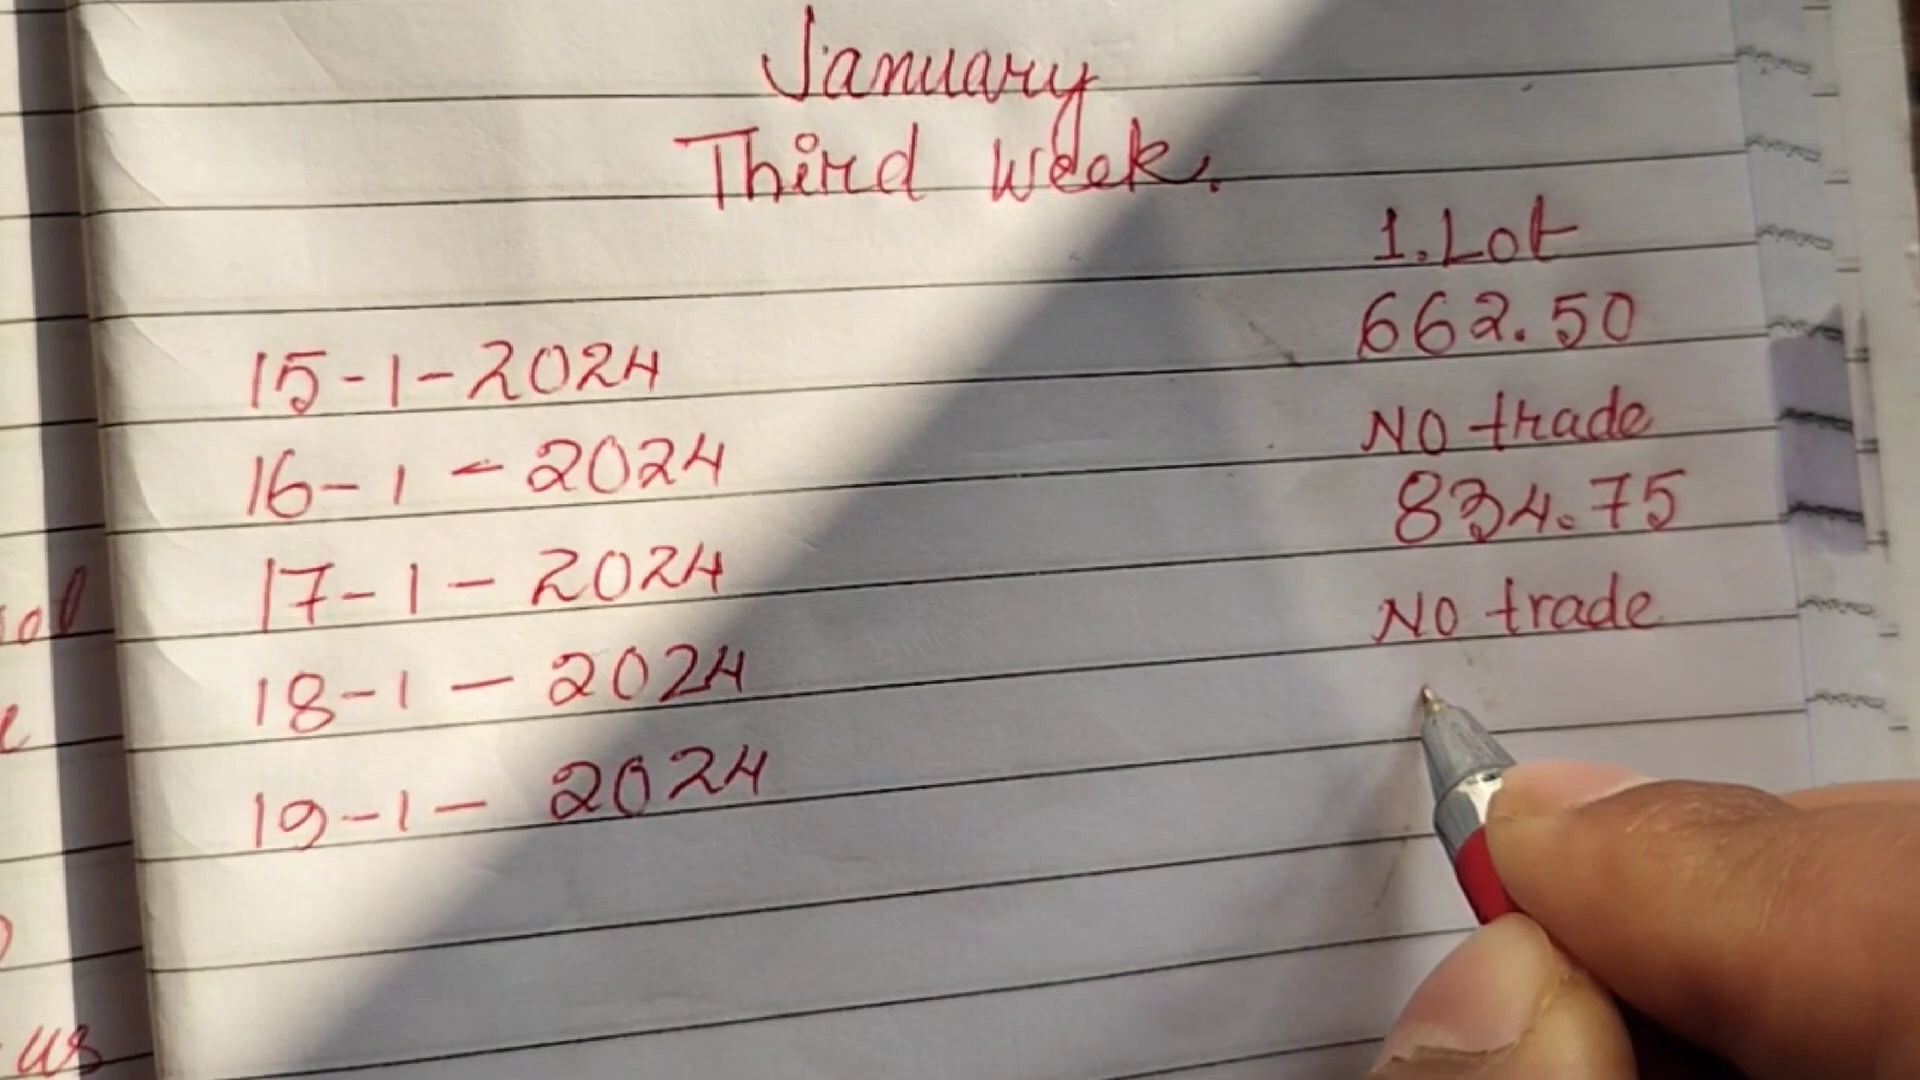 January
Third Week.
1. Lot
15-1-2024 662.50
16-1-2024 No trade
17-1-2024 834.75
18-1-2024 No trade
19-1-2024
us